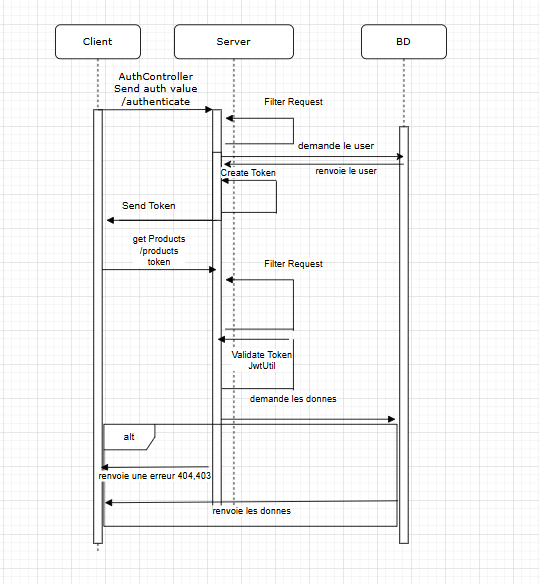 Client
Server
BD
AuthController
Send auth value
/authenticate
Filter Request
demande le user
renvoie le user
Create Token
Send Token
get Products
/products
token
Filter Request
Validate Token
JwtUtil
demande les donnes
alt
renvoie une erreur 404,403
renvoie les donnes